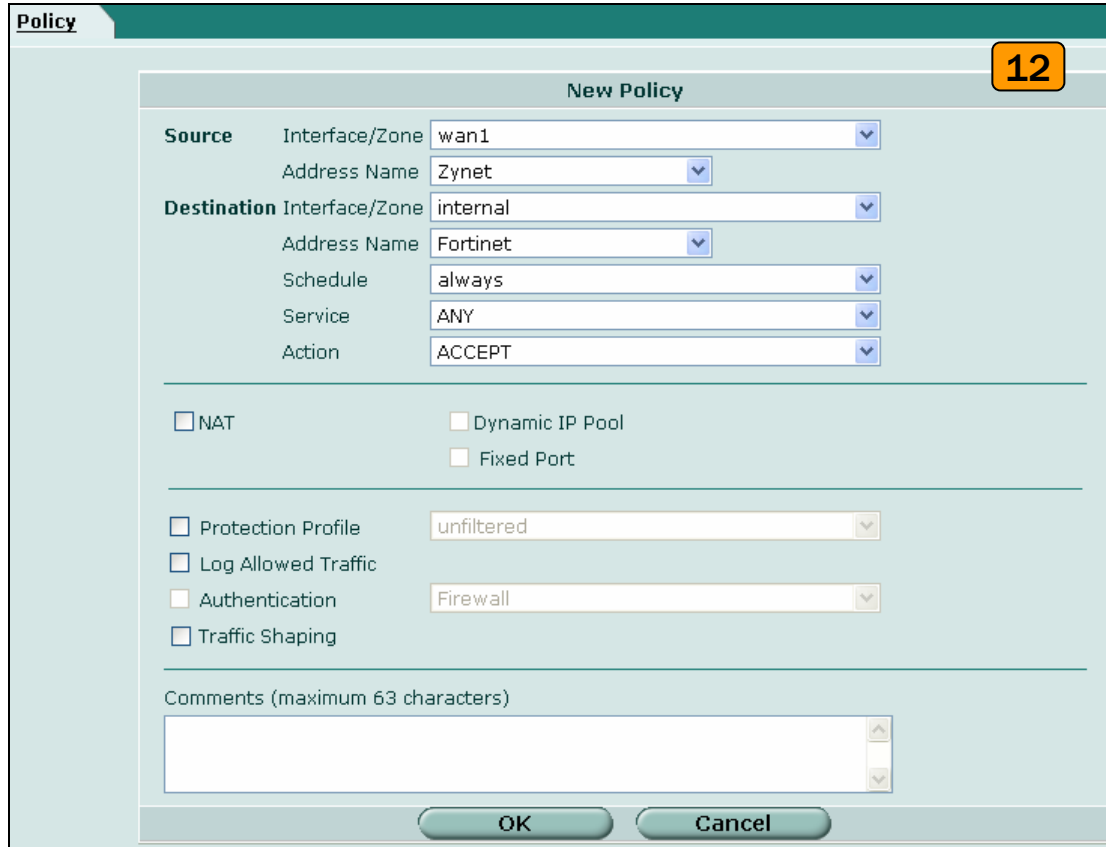 Policy
12
New Policy
Source Interface/Zone wan1
Address Name Zynet
Destination Interface/Zone internal
Address Name Fortinet
Schedule always
Service ANY
Action ACCEPT
NAT Dynamic IP Pool
Fixed Port
Protection Profile unfiltered
Log Allowed Traffic
Authentication Firewall
Traffic Shaping
Comments (maximum 63 characters)
OK Cancel